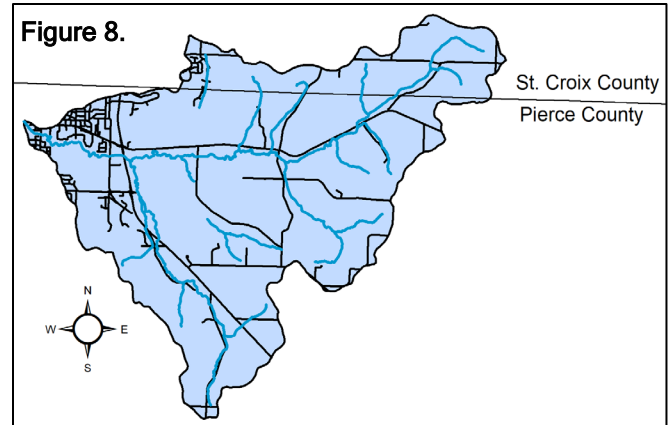 Figure 8.
St. Croix County
Pierce County
N
W E
S